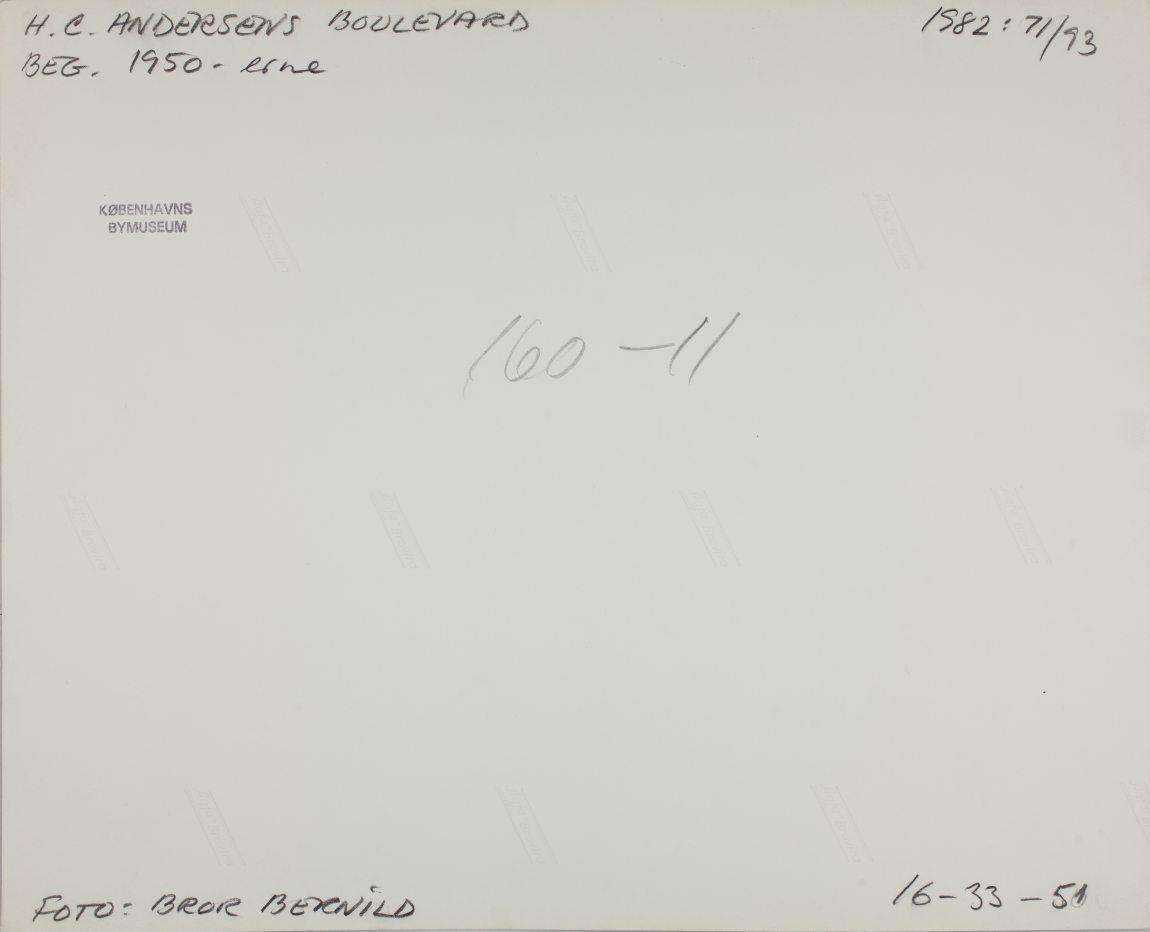 H.C. ANDERSENS BOULEVARD
BEG. 1950-erne
1982:71/93
KØBENHAVNS
BYMUSEUM
160-11
FOTO: BROR BERNILD
16-33-51